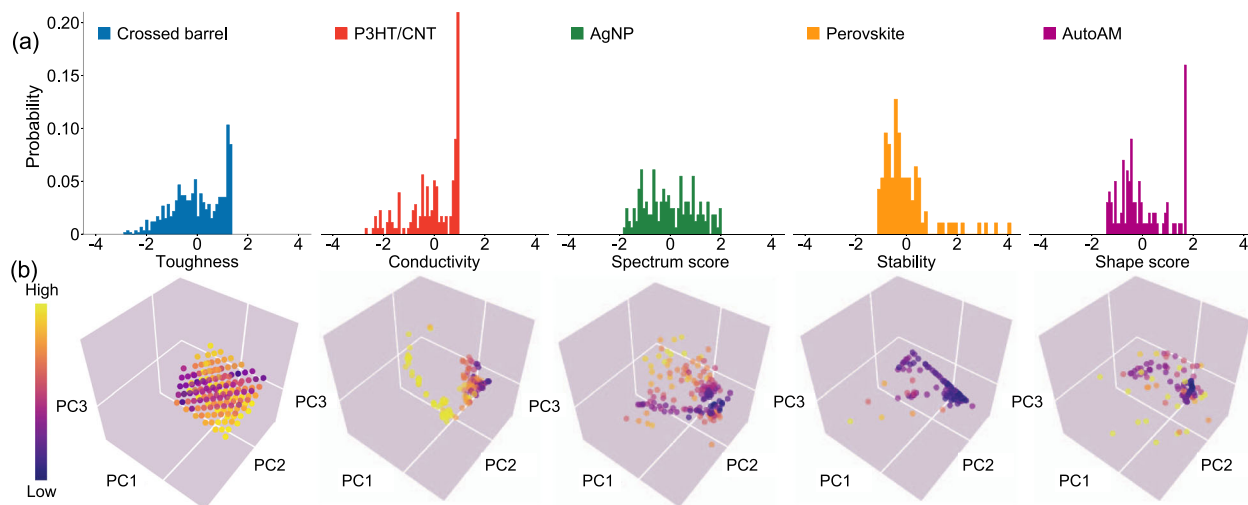 (a)
0.20
0.15
0.10
0.05
0
Probability
Crossed barrel
P3HT/CNT
AgNP
Perovskite
AutoAM
-4 -2 0 2 4
-4 -2 0 2 4
-4 -2 0 2 4
-4 -2 0 2 4
-4 -2 0 2 4
Toughness
Conductivity
Spectrum score
Stability
Shape score
(b)
High
Low
PC3
PC1
PC2
PC3
PC1
PC2
PC3
PC1
PC2
PC3
PC1
PC2
PC3
PC1
PC2